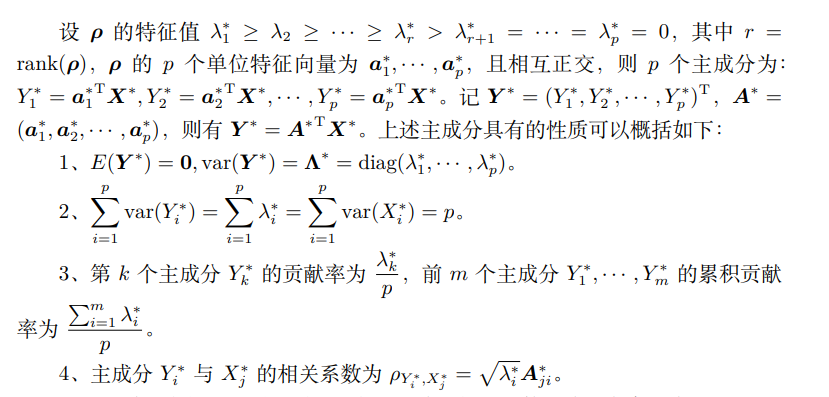 设 ρ 的特征值 λ₁* ≥ λ₂ ≥ ⋯ ≥ λᵣ* > λ*ᵣ₊₁ = ⋯ = λₚ* = 0，其中 r =
rank(ρ)，ρ 的 p 个单位特征向量为 a₁*,⋯,aₚ*，且相互正交，则 p 个主成分为：
Y₁* = a₁*ᵀX*, Y₂* = a₂*ᵀX*, ⋯, Yₚ* = aₚ*ᵀX*。记 Y* = (Y₁*, Y₂*, ⋯, Yₚ*)ᵀ，A* =
(a₁*, a₂*, ⋯, aₚ*)，则有 Y* = A*ᵀX*。上述主成分具有的性质可以概括如下：
1、E(Y*) = 0, var(Y*) = Λ* = diag(λ₁*, ⋯, λₚ*)。
2、∑_{i=1}^{p} var(Yᵢ*) = ∑_{i=1}^{p} λᵢ* = ∑_{i=1}^{p} var(Xᵢ*) = p。
3、第 k 个主成分 Yₖ* 的贡献率为 λₖ*/p，前 m 个主成分 Y₁*, ⋯, Yₘ* 的累积贡献
率为 ∑_{i=1}^{m} λᵢ*/p。
4、主成分 Yᵢ* 与 Xⱼ* 的相关系数为 ρ_{Yᵢ*,Xⱼ*} = √λᵢ* A*ⱼᵢ。